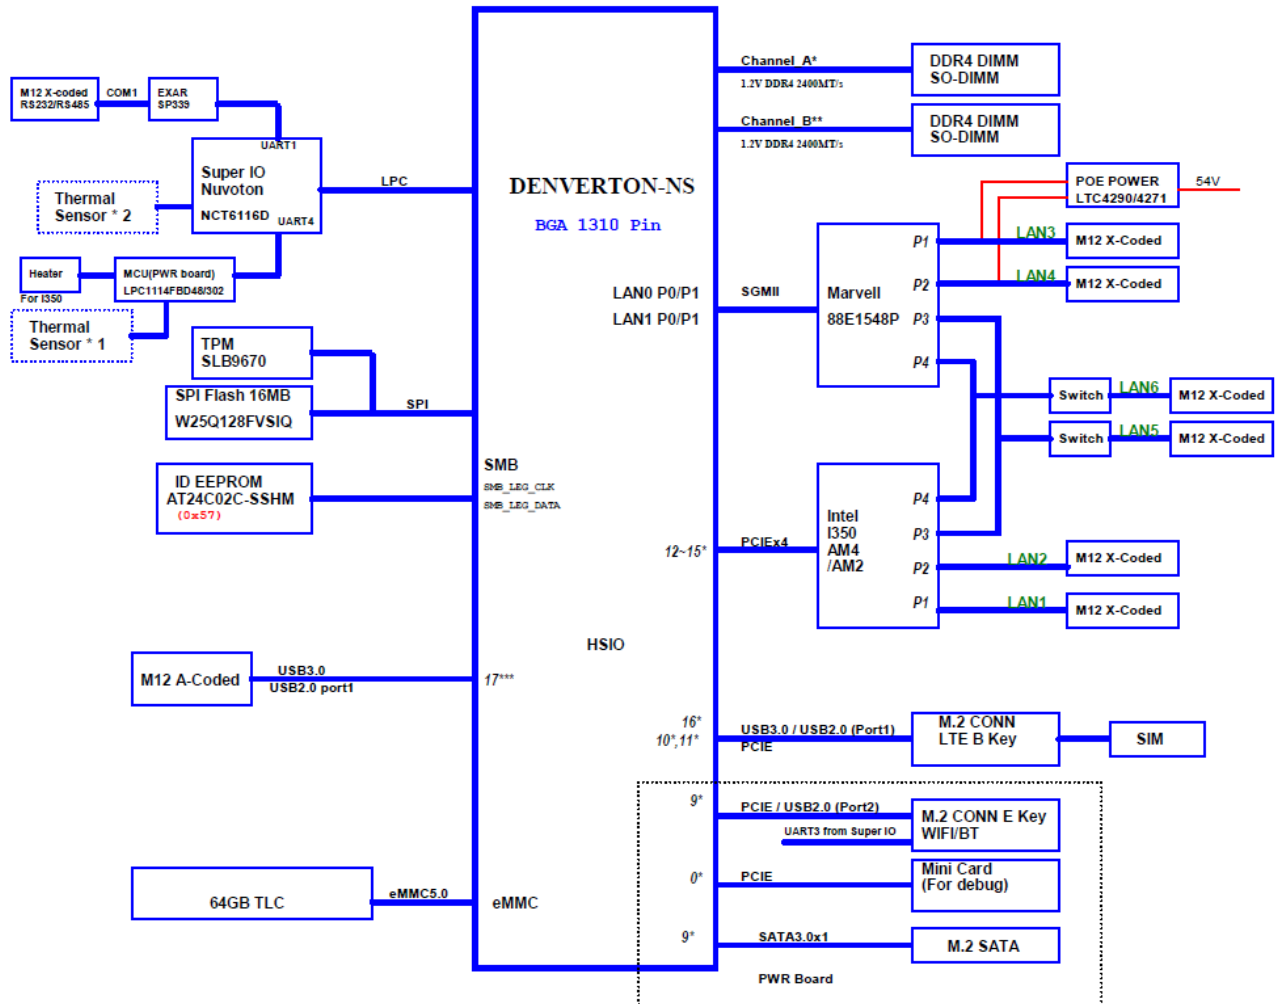 Channel_A*
1.2V DDR4 2400MT/s
DDR4 DIMM
SO-DIMM
Channel_B**
1.2V DDR4 2400MT/s
DDR4 DIMM
SO-DIMM
M12 X-coded
RS232/RS485
COM1
EXAR
SP339
UART1
Super IO
Nuvoton
NCT6116D
UART4
LPC
Thermal
Sensor * 2
DENVERTON-NS
BGA 1310 Pin
POE POWER
LTC4290/4271
54V
Heater
For I350
MCU(PWR board)
LPC1114FBD48/302
Thermal
Sensor * 1
LAN0 P0/P1
LAN1 P0/P1
SGMII
Marvell
88E1548P
P1
P2
P3
P4
LAN3
M12 X-Coded
LAN4
M12 X-Coded
TPM
SLB9670
SPI Flash 16MB
W25Q128FVSIQ
SPI
Switch
LAN6
M12 X-Coded
Switch
LAN5
M12 X-Coded
ID EEPROM
AT24C02C-SSHM
(0x57)
SMB
SMB_LEG_CLK
SMB_LEG_DATA
12~15*
PCIEx4
Intel
I350
AM4
/AM2
P4
P3
P2
P1
LAN2
M12 X-Coded
LAN1
M12 X-Coded
HSIO
M12 A-Coded
USB3.0
USB2.0 port1
17***
16*
10*,11*
USB3.0 / USB2.0 (Port1)
PCIE
M.2 CONN
LTE B Key
SIM
9*
PCIE / USB2.0 (Port2)
UART3 from Super IO
M.2 CONN E Key
WIFI/BT
0*
PCIE
Mini Card
(For debug)
64GB TLC
eMMC5.0
eMMC
9*
SATA3.0x1
M.2 SATA
PWR Board